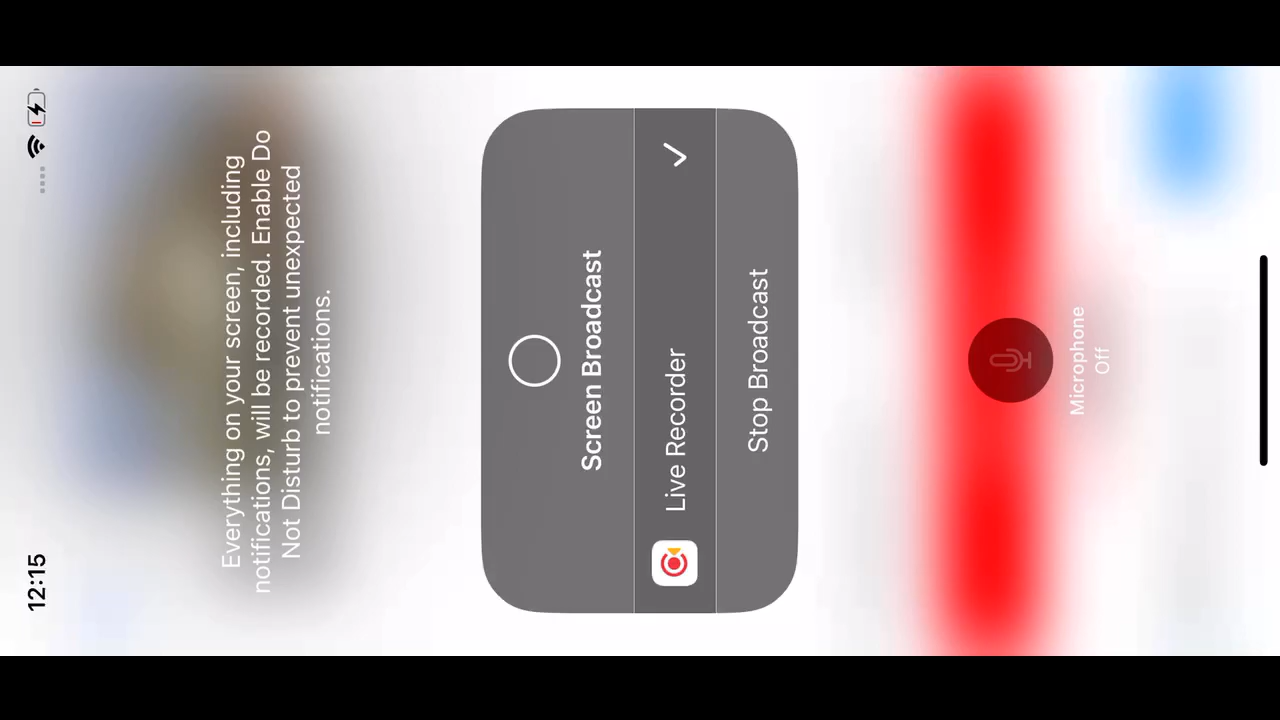 12:15
Everything on your screen, including
notifications, will be recorded. Enable Do
Not Disturb to prevent unexpected
notifications.
Screen Broadcast
Live Recorder
Stop Broadcast
Microphone
Off